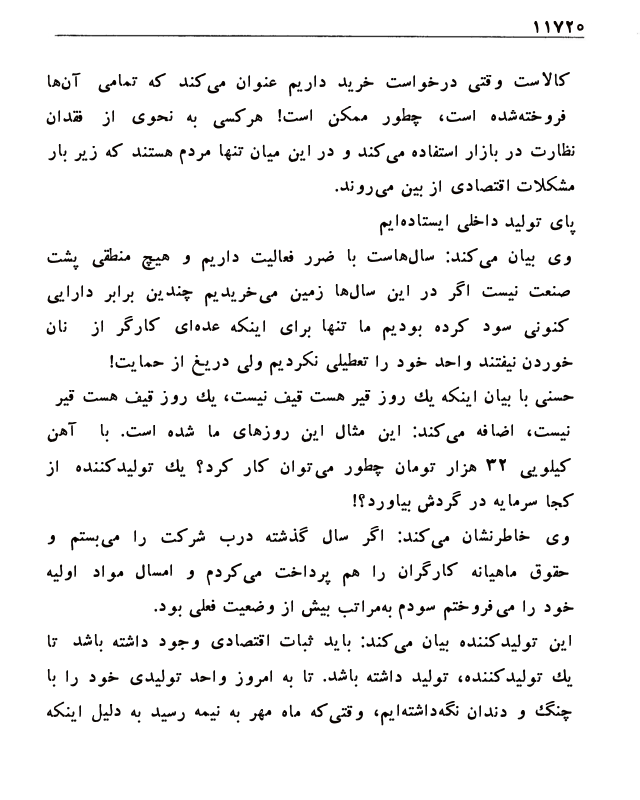 ۱۱۷۲۰
کالاست وقتی درخواست خرید داریم عنوان می‌کند که تمامی آن‌ها
فروخته‌شده است، چطور ممکن است! هرکسی به نحوی از فقدان
نظارت در بازار استفاده می‌کند و در این میان تنها مردم هستند که زیر بار
مشکلات اقتصادی از بین می‌روند.
پای تولید داخلی ایستاده‌ایم
وی بیان می‌کند: سال‌هاست با ضرر فعالیت داریم و هیچ منطقی پشت
صنعت نیست اگر در این سال‌ها زمین می‌خریدیم چندین برابر دارایی
کنونی سود کرده بودیم ما تنها برای اینکه عده‌ای کارگر از نان
خوردن نیفتند واحد خود را تعطیلی نکردیم ولی دریغ از حمایت!
حسنی با بیان اینکه یك روز قیر هست قیف نیست، یك روز قیف هست قیر
نیست، اضافه می‌کند: این مثال این روزهای ما شده است. با آهن
کیلویی ۳۲ هزار تومان چطور می‌توان کار کرد؟ یك تولیدکننده از
کجا سرمایه در گردش بیاورد؟!
وی خاطرنشان می‌کند: اگر سال گذشته درب شرکت را می‌بستم و
حقوق ماهیانه کارگران را هم پرداخت می‌کردم و امسال مواد اولیه
خود را می‌فروختم سودم به‌مراتب بیش از وضعیت فعلی بود.
این تولیدکننده بیان می‌کند: باید ثبات اقتصادی وجود داشته باشد تا
یك تولیدکننده، تولید داشته باشد. تا به امروز واحد تولیدی خود را با
چنگ و دندان نگه‌داشته‌ایم، وقتی‌که ماه مهر به نیمه رسید به دلیل اینکه